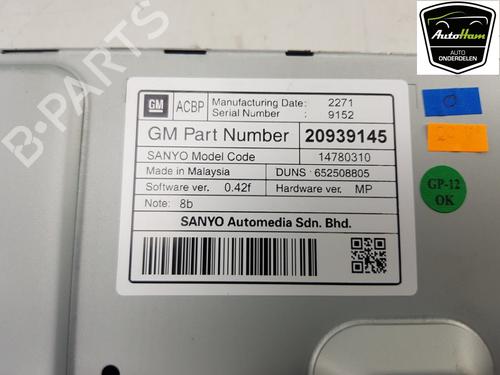 AutoHam
AUTO
ONDERDELEN
B-PARTS
GM
ACBP
Manufacturing Date: 2271
Serial Number : 9152
GM Part Number 20939145
SANYO Model Code 14780310
Made in Malaysia DUNS 652508805
Software ver. 0.42f Hardware ver. MP
Note: 8b
SANYO Automedia Sdn. Bhd.
GP-12
OK